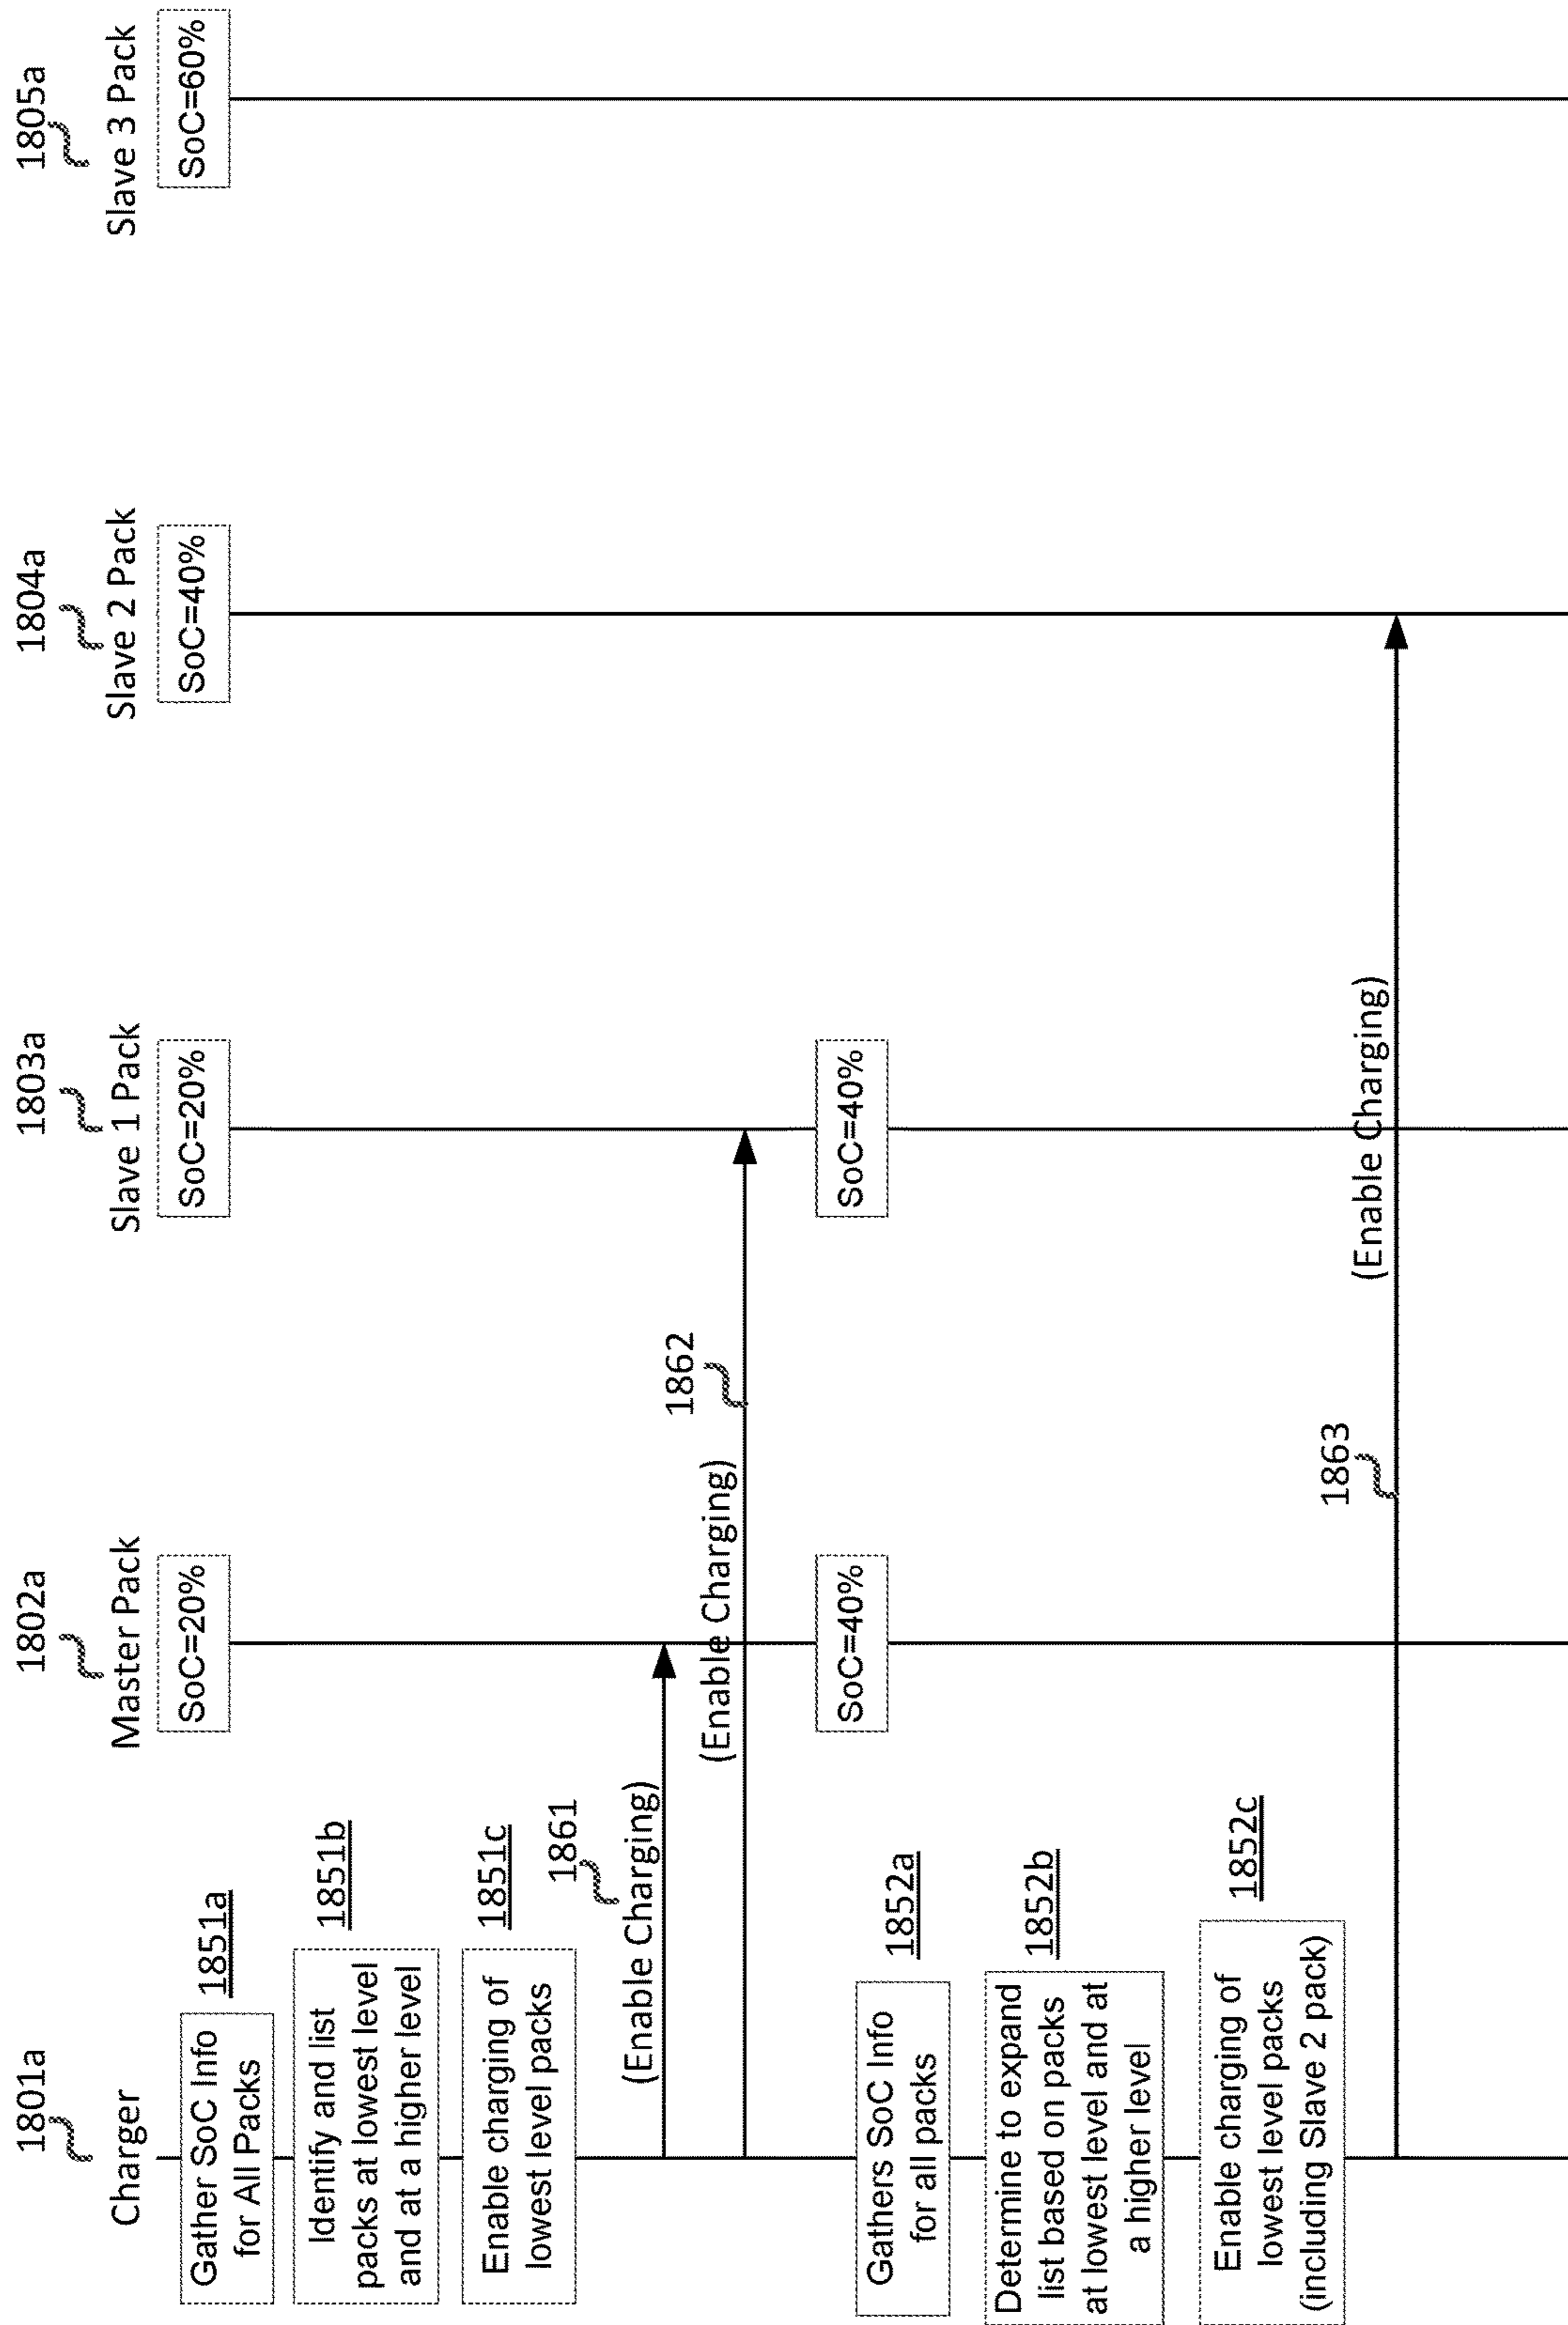 1801a
1802a
1803a
1804a
1805a
Charger
Master Pack
Slave 1 Pack
Slave 2 Pack
Slave 3 Pack
SoC=20%
SoC=20%
SoC=40%
SoC=60%
Gather SoC Info
for All Packs
1851a
Identify and list
packs at lowest level
and at a higher level
1851b
Enable charging of
lowest level packs
1851c
1861
(Enable Charging)
1862
(Enable Charging)
SoC=40%
SoC=40%
Gathers SoC Info
for all packs
1852a
Determine to expand
list based on packs
at lowest level and at
a higher level
1852b
Enable charging of
lowest level packs
(including Slave 2 pack)
1852c
1863
(Enable Charging)